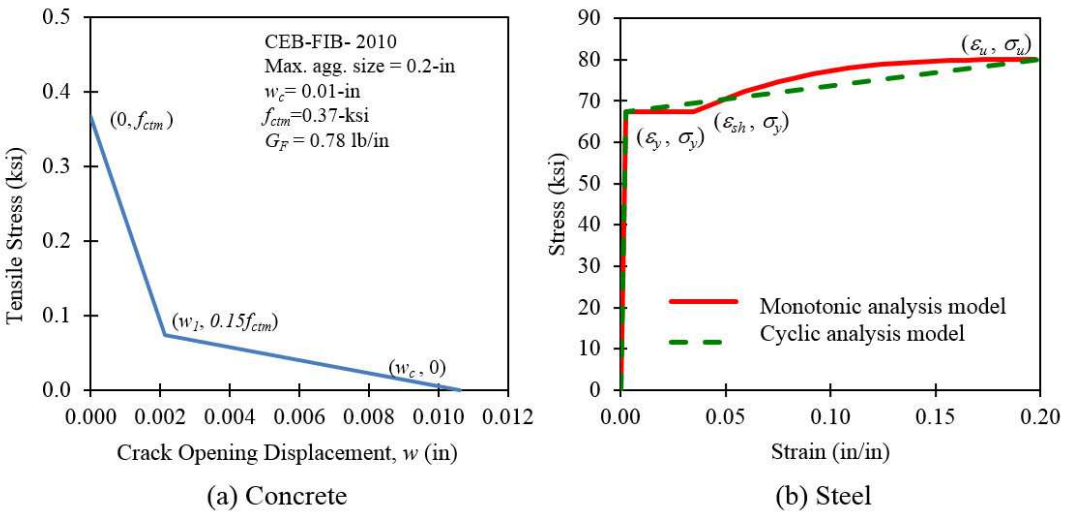 0.5
0.4
0.3
0.2
0.1
0.0
Tensile Stress (ksi)
CEB-FIB- 2010
Max. agg. size = 0.2-in
w_c= 0.01-in
f_ctm=0.37-ksi
G_F = 0.78 lb/in
(0, f_ctm)
(w_1, 0.15f_ctm)
(w_c, 0)
0.000 0.002 0.004 0.006 0.008 0.010 0.012
Crack Opening Displacement, w (in)
(a) Concrete
90
80
70
60
50
40
30
20
10
0
Stress (ksi)
(ε_u, σ_u)
(ε_sh, σ_y)
(ε_y, σ_y)
Monotonic analysis model
Cyclic analysis model
0.00 0.05 0.10 0.15 0.20
Strain (in/in)
(b) Steel